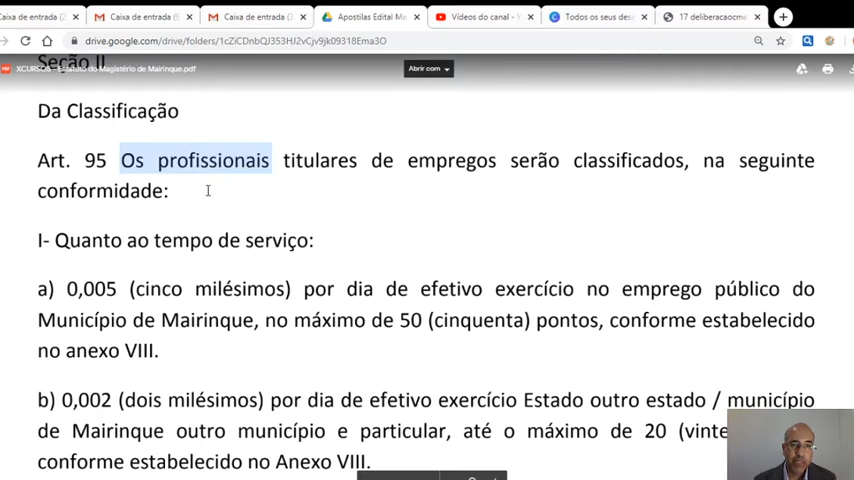 Caixa de entrada (2
Caixa de entrada (
Caixa de entrada (
Apostilas Edital M
Vídeos do canal - Y
Todos os seus des
17 deliberacaocme
drive.google.com/drive/folders/1cZiCDnbQJ353HJ2vCjv9jk09318Ema3O
Seção II
XCURSOS - Estatuto do Magistério de Mairinque.pdf
Abrir com
Da Classificação
Art. 95 Os profissionais titulares de empregos serão classificados, na seguinte
conformidade:
I- Quanto ao tempo de serviço:
a) 0,005 (cinco milésimos) por dia de efetivo exercício no emprego público do
Município de Mairinque, no máximo de 50 (cinquenta) pontos, conforme estabelecido
no anexo VIII.
b) 0,002 (dois milésimos) por dia de efetivo exercício Estado outro estado / município
de Mairinque outro município e particular, até o máximo de 20 (vinte
conforme estabelecido no Anexo VIII.